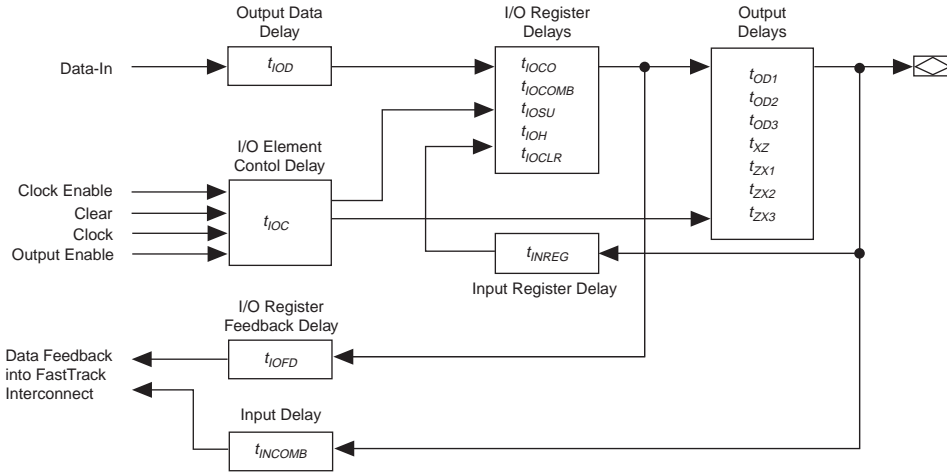 Output Data
Delay
I/O Register
Delays
Output
Delays
Data-In
tIOD
tIOCO
tIOCOMB
tIOSU
tIOH
tIOCLR
tOD1
tOD2
tOD3
tXZ
tZX1
tZX2
tZX3
I/O Element
Contol Delay
Clock Enable
Clear
Clock
Output Enable
tIOC
tINREG
Input Register Delay
I/O Register
Feedback Delay
tIOFD
Data Feedback
into FastTrack
Interconnect
Input Delay
tINCOMB